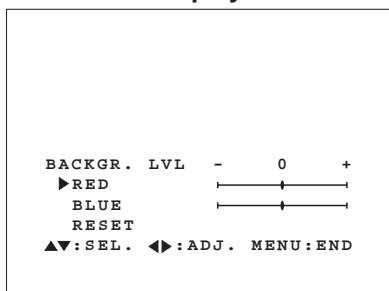 BACKGR. LVL - 0 +
▶RED
BLUE
RESET
▲▼:SEL. ◀▶:ADJ. MENU:END